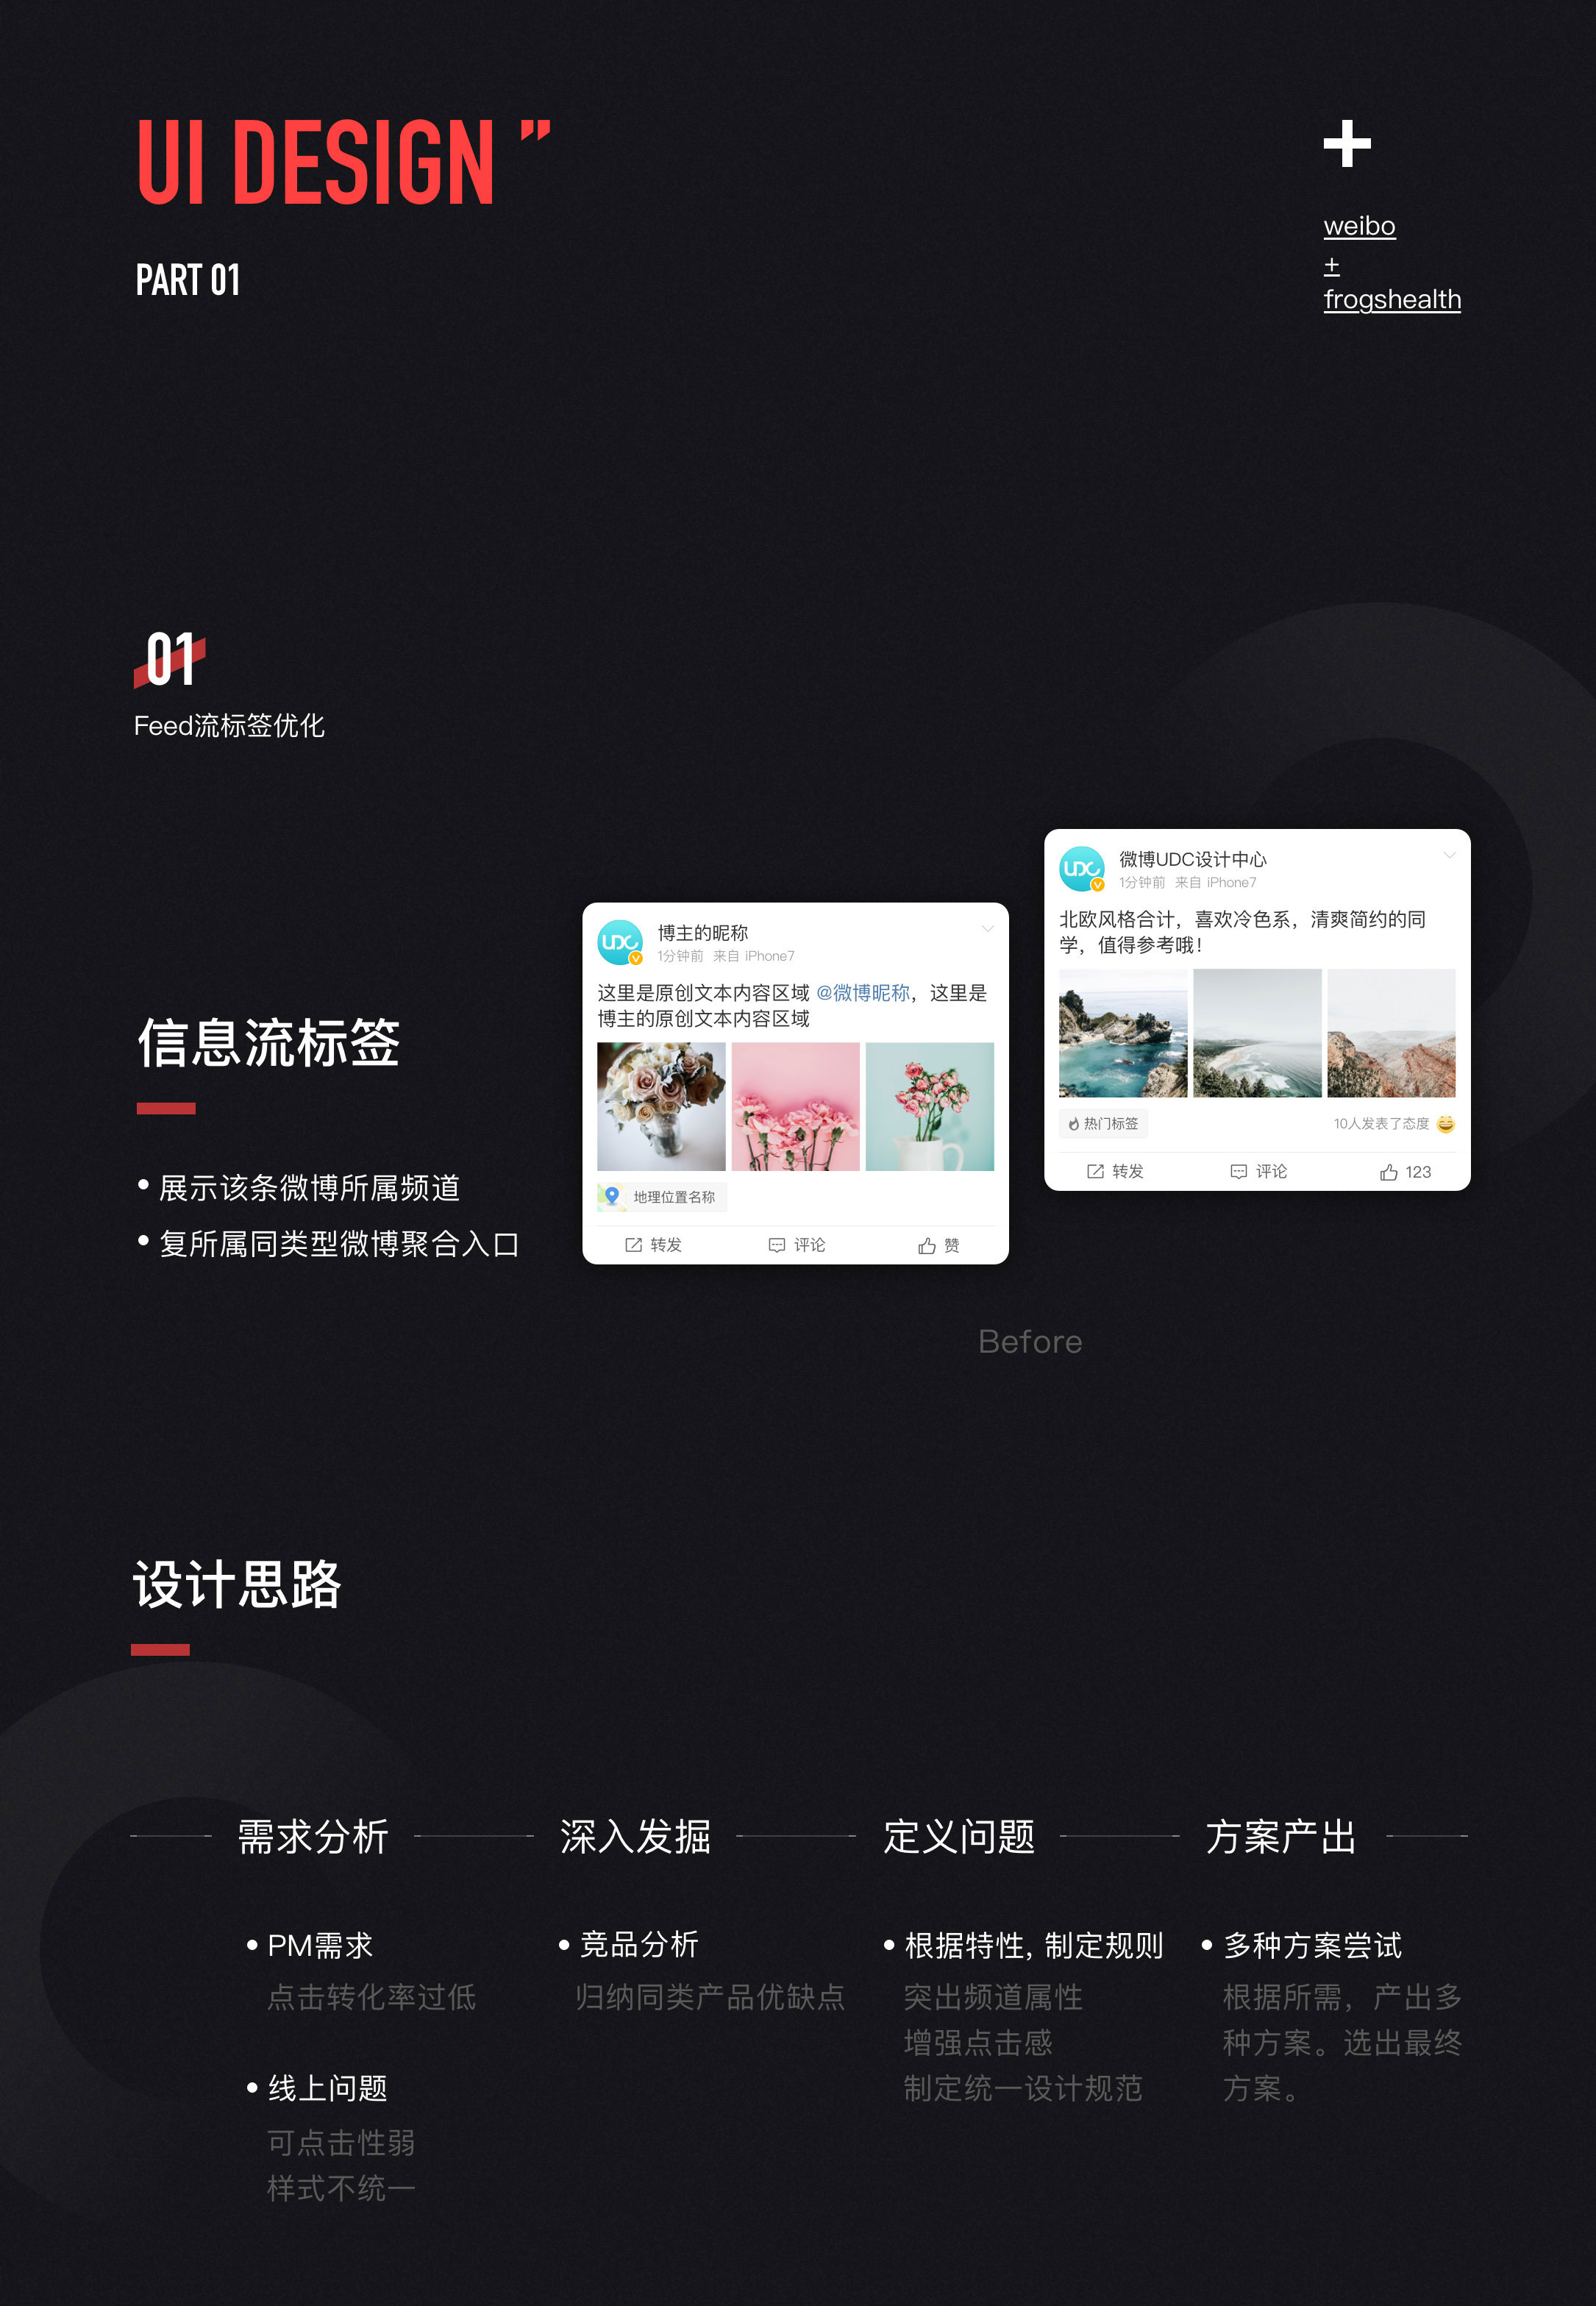 UI DESIGN ”
PART 01
weibo
+
frogshealth
01
Feed流标签优化
信息流标签
• 展示该条微博所属频道
• 复所属同类型微博聚合入口
UDC
博主的昵称
1分钟前 来自 iPhone7
这里是原创文本内容区域 @微博昵称，这里是
博主的原创文本内容区域
地理位置名称
转发 评论 赞
UDC
微博UDC设计中心
1分钟前 来自 iPhone7
北欧风格合计，喜欢冷色系，清爽简约的同
学，值得参考哦！
热门标签 10人发表了态度
转发 评论 123
Before
设计思路
需求分析
• PM需求
点击转化率过低
• 线上问题
可点击性弱
样式不统一
深入发掘
• 竞品分析
归纳同类产品优缺点
定义问题
• 根据特性, 制定规则
突出频道属性
增强点击感
制定统一设计规范
方案产出
• 多种方案尝试
根据所需，产出多
种方案。选出最终
方案。